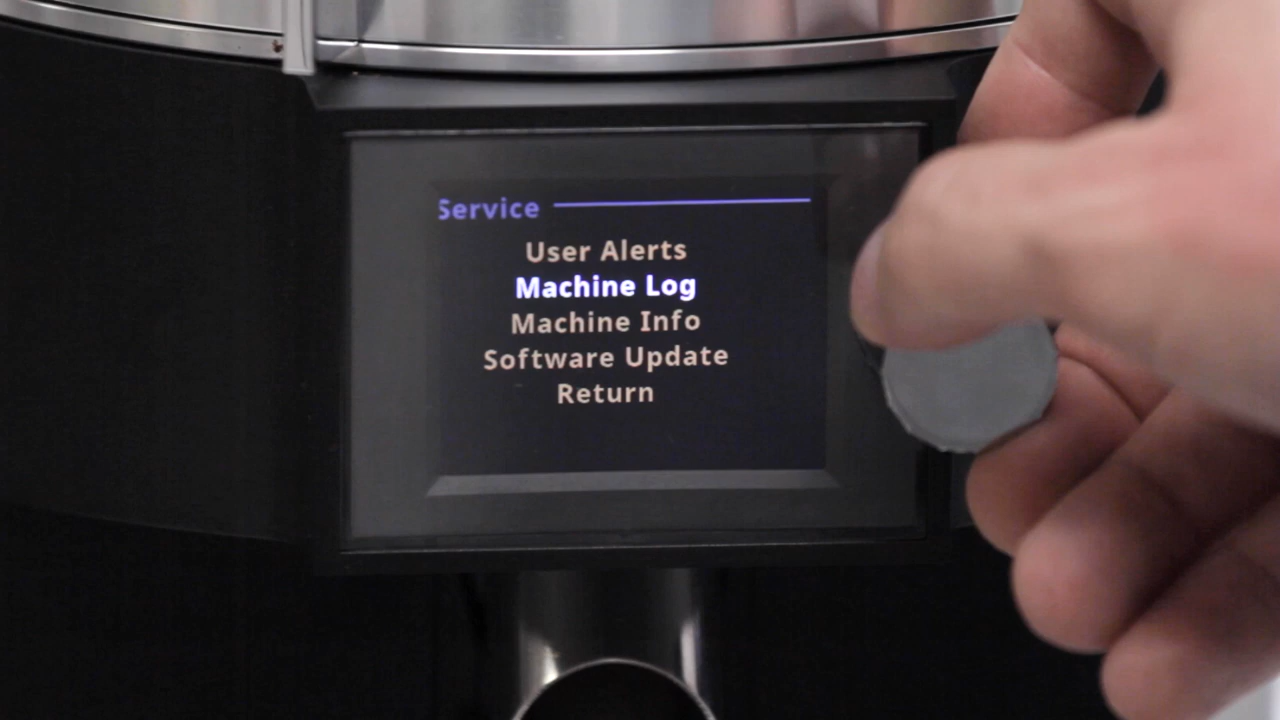 Service
User Alerts
Machine Log
Machine Info
Software Update
Return